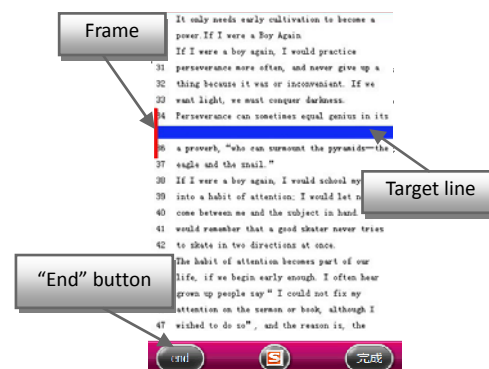 It only needs early cultivation to become a
power. If I were a Boy Again
If I were a boy again, I would practice
31 perseverance more often, and never give up a
32 thing because it was or inconvenient. If we
33 want light, we must conquer darkness.
34 Perseverance can sometimes equal genius in its
36 a proverb, "who can surmount the pyramids—the
37 eagle and the snail."
38 If I were a boy again, I would school my
39 into a habit of attention; I would let n
40 come between me and the subject in hand
41 would remember that a good skater never tries
42 to skate in two directions at once.
The habit of attention becomes part of our
life, if we begin early enough. I often hear
grown up people say " I could not fix my
attention on the sermon or book, although I
47 wished to do so", and the reason is, the
end
S
完成
Frame
Target line
"End" button